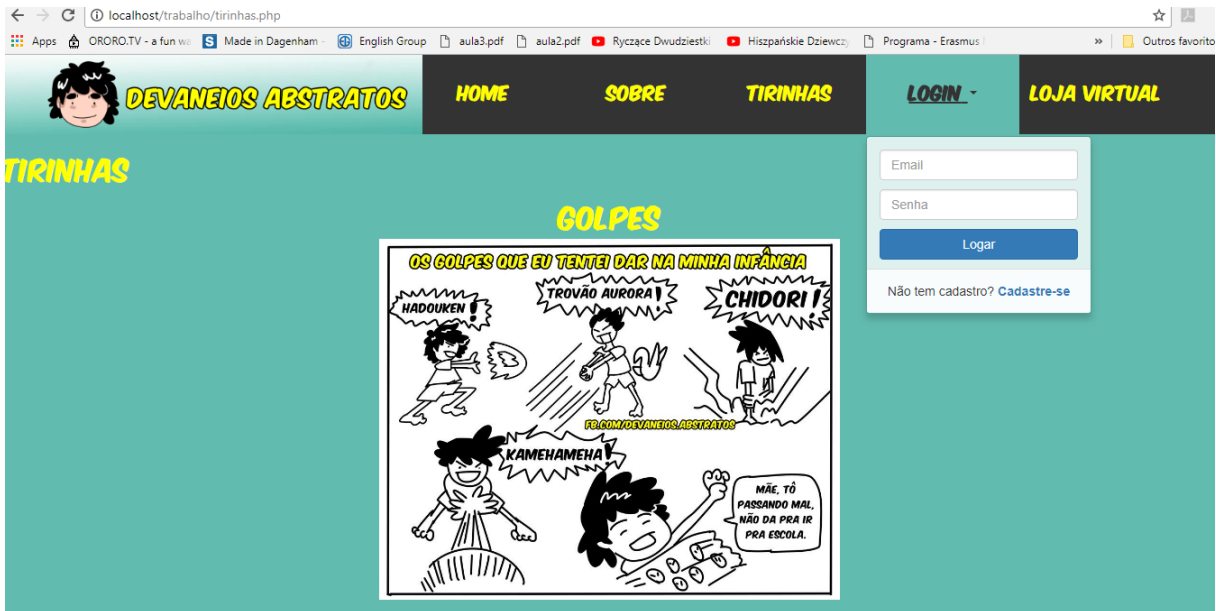 localhost/trabalho/tirinhas.php
Apps ORORO.TV - a fun wa Made in Dagenham - English Group aula3.pdf aula2.pdf Ryczące Dwudziestki Hiszpańskie Dziewczy Programa - Erasmus » Outros favorito
DEVANEIOS ABSTRATOS HOME SOBRE TIRINHAS LOGIN LOJA VIRTUAL
Email
Senha
Logar
Não tem cadastro? Cadastre-se
TIRINHAS
GOLPES
OS GOLPES QUE EU TENTEI DAR NA MINHA INFÂNCIA
HADOUKEN!
TROVÃO AURORA!
CHIDORI!
FB.COM/DEVANEIOS.ABSTRATOS
KAMEHAMEHA!
MÃE, TÔ
PASSANDO MAL,
NÃO DA PRA IR
PRA ESCOLA.